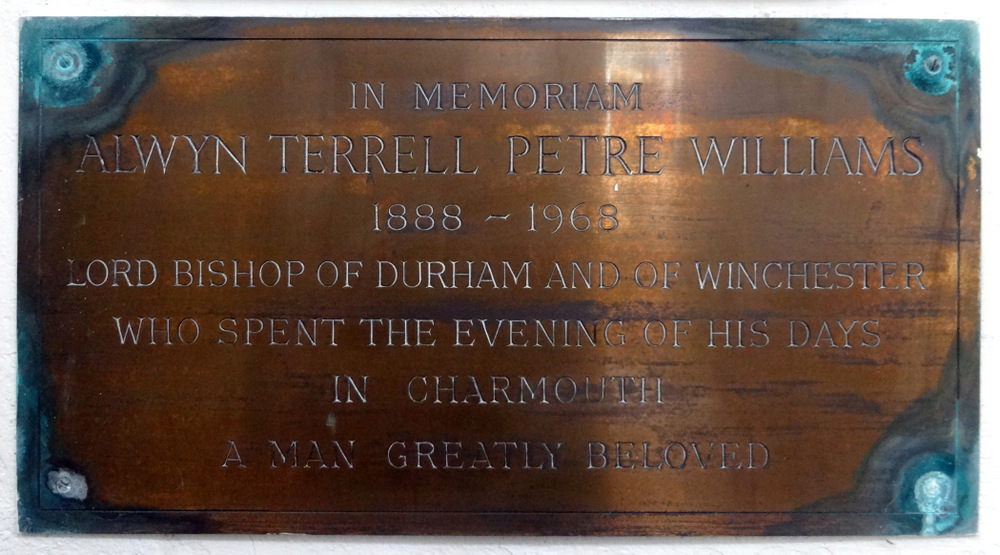 IN MEMORIAM
ALWYN TERRELL PETRE WILLIAMS
1888 ~ 1968
LORD BISHOP OF DURHAM AND OF WINCHESTER
WHO SPENT THE EVENING OF HIS DAYS
IN CHARMOUTH
A MAN GREATLY BELOVED